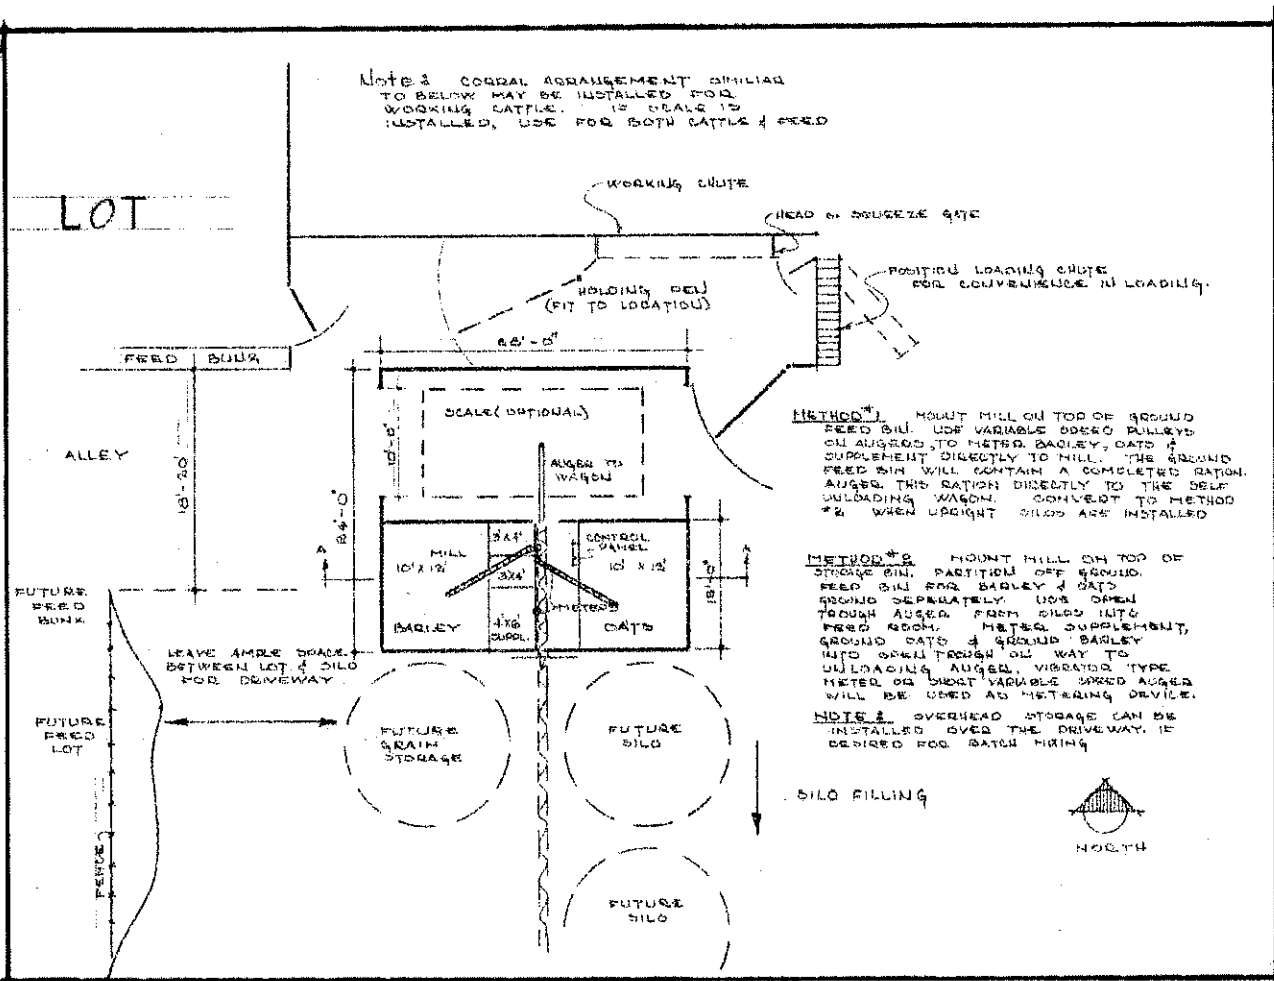 Note: CORRAL ARRANGEMENT SIMILIAR
TO BELOW MAY BE INSTALLED FOR
WORKING CATTLE. IF SCALE IS
INSTALLED, USE FOR BOTH CATTLE & FEED
LOT
WORKING CHUTE
HEAD OR SQUEEZE GATE
POSITION LOADING CHUTE
FOR CONVENIENCE IN LOADING.
HOLDING PEN
(FIT TO LOCATION)
FEED BUNK
SCALE (OPTIONAL)
10'-0"
AUGER TO
WAGON
ALLEY
18'-20'
METHOD #1 MOUNT MILL ON TOP OF GROUND
FEED BIN. USE VARIABLE SPEED PULLEYS
ON AUGERS, TO METER BARLEY, OATS &
SUPPLEMENT DIRECTLY TO MILL. THE GROUND
FEED BIN WILL CONTAIN A COMPLETED RATION.
AUGER THIS RATION DIRECTLY TO THE SELF
UNLOADING WAGON. CONVERT TO METHOD
#2 WHEN UPRIGHT SILOS ARE INSTALLED
A
MILL
10' X 12'
3'X4'
3X4'
CONTROL
PANEL
10' X 12'
A
METERS
BARLEY
4'X6'
SUPPL.
OATS
METHOD #2 MOUNT MILL ON TOP OF
STORAGE BIN. PARTITION OFF GROUND
FEED BIN FOR BARLEY & OATS
GROUND SEPERATELY. USE OPEN
TROUGH AUGER FROM SILOS INTO
FEED ROOM. METER SUPPLEMENT,
GROUND OATS & GROUND BARLEY
INTO OPEN TROUGH ON WAY TO
UNLOADING AUGER. VIBRATOR TYPE
METER OR SHORT VARIABLE SPEED AUGER
WILL BE USED AS METERING DEVICE.
NOTE: OVERHEAD STORAGE CAN BE
INSTALLED OVER THE DRIVEWAY, IF
DESIRED FOR BATCH MIXING
FUTURE
FEED
BUNK
LEAVE AMPLE SPACE
BETWEEN LOT & SILO
FOR DRIVEWAY
FUTURE
FEED
LOT
FENCE
FUTURE
GRAIN
STORAGE
FUTURE
SILO
SILO FILLING
FUTURE
SILO
NORTH